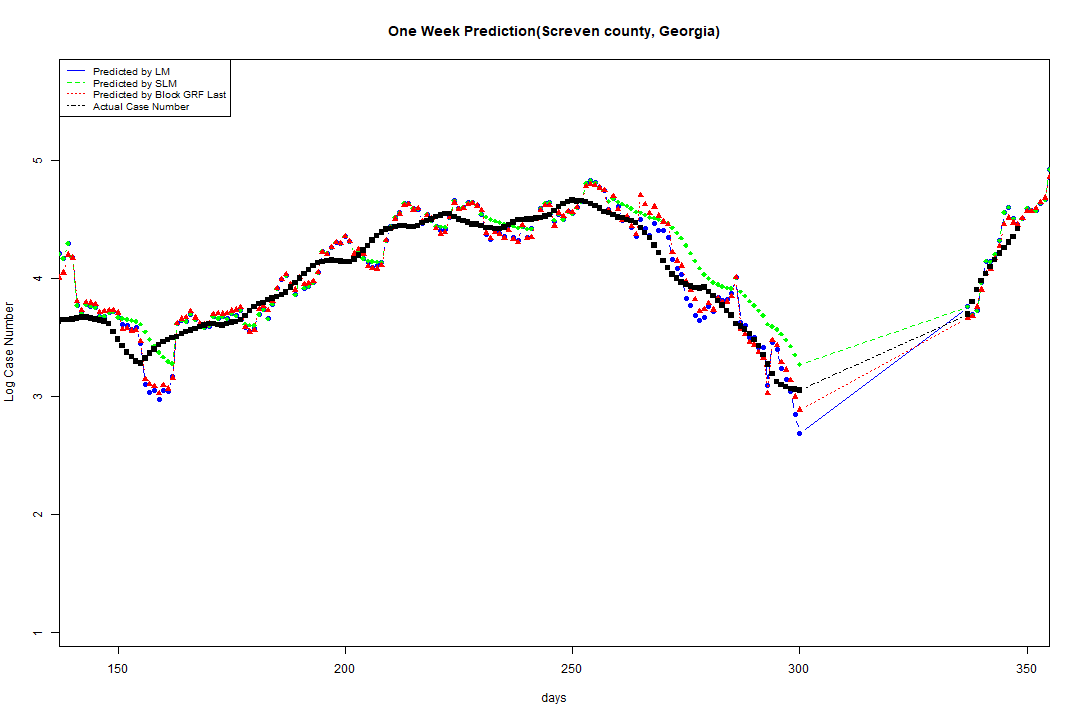 One Week Prediction(Screven county, Georgia)
Predicted by LM
Predicted by SLM
Predicted by Block GRF Last
Actual Case Number
5
4
3
2
1
Log Case Number
150 200 250 300 350
days